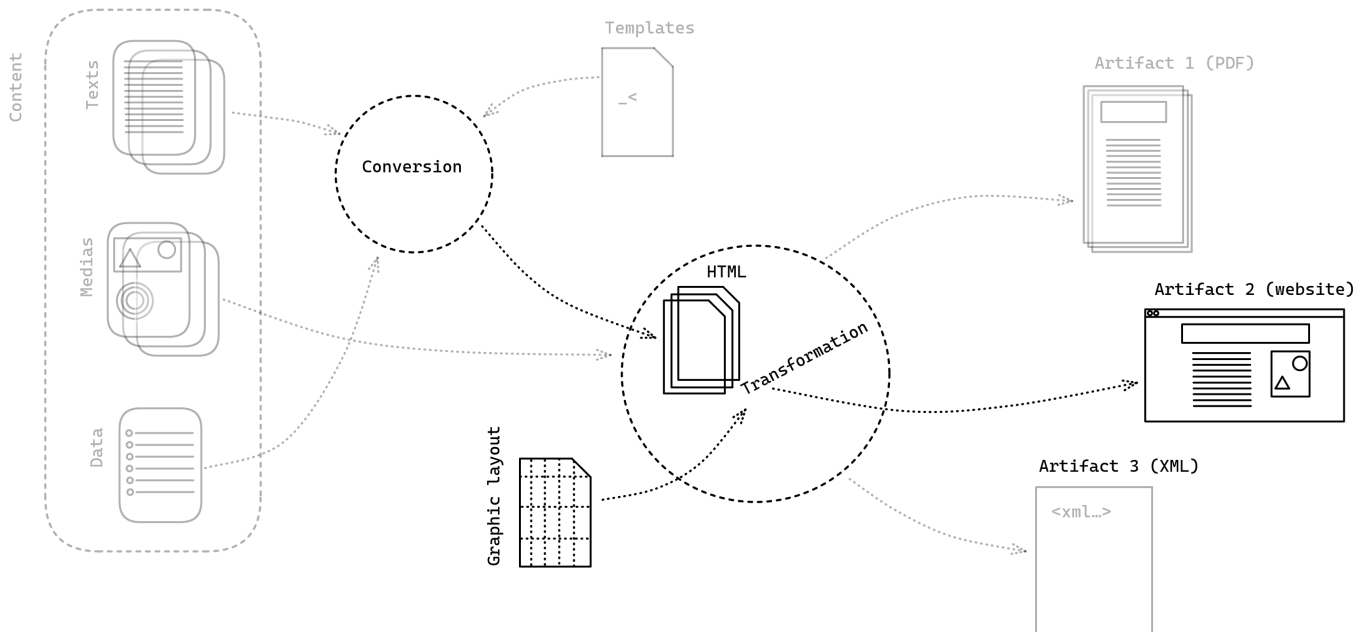 Content
Texts
Medias
Data
Conversion
Templates
_<
HTML
Transformation
Graphic layout
Artifact 1 (PDF)
Artifact 2 (website)
Artifact 3 (XML)
<xml…>